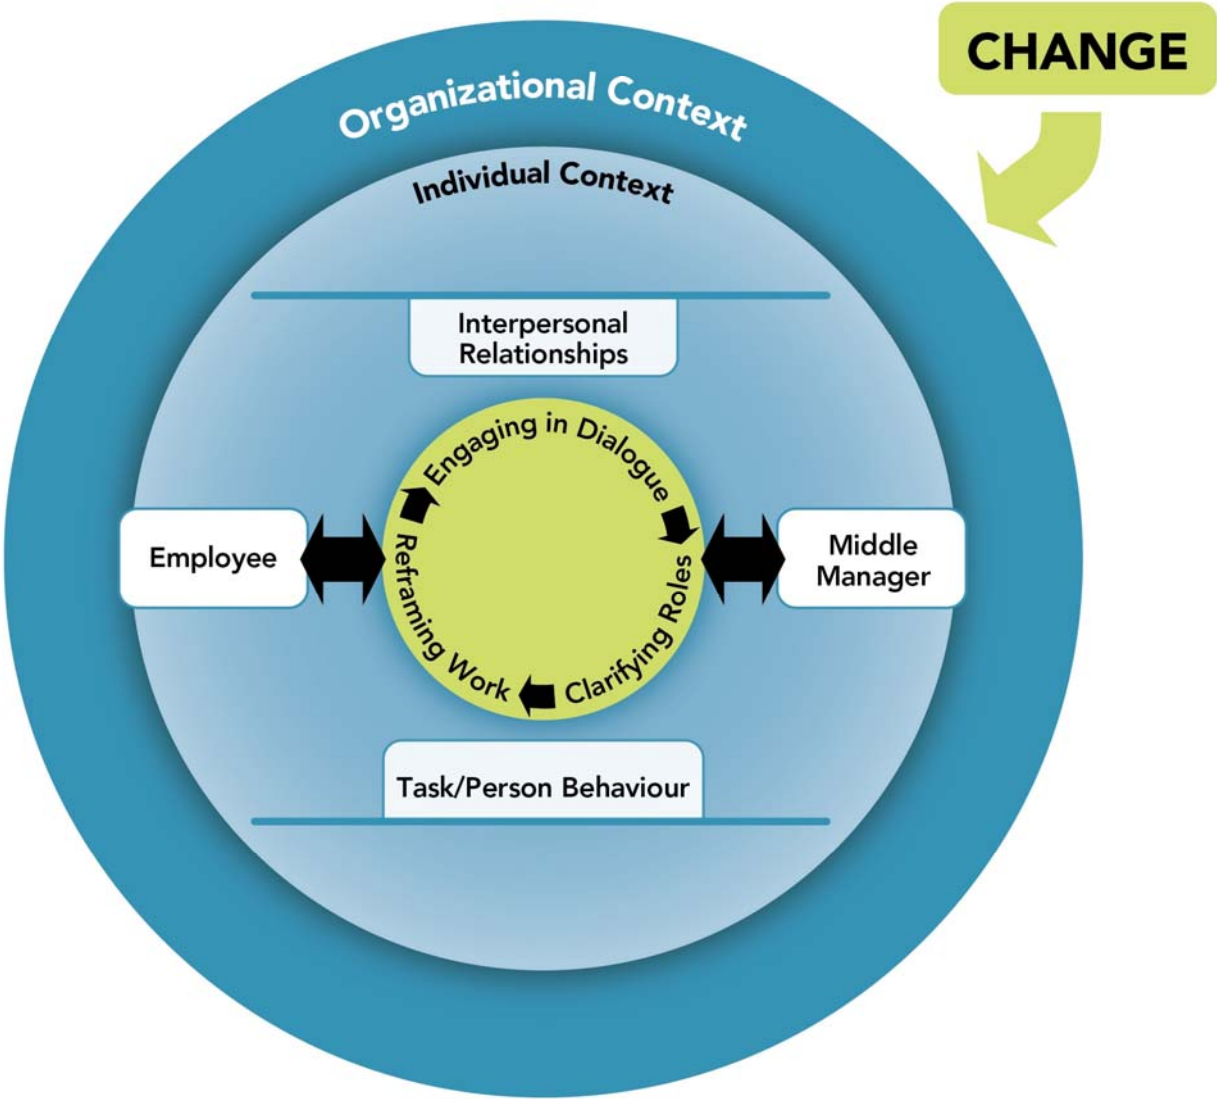 CHANGE
Organizational Context
Individual Context
Interpersonal
Relationships
Engaging in Dialogue
Clarifying Roles
Reframing Work
Employee
Middle
Manager
Task/Person Behaviour